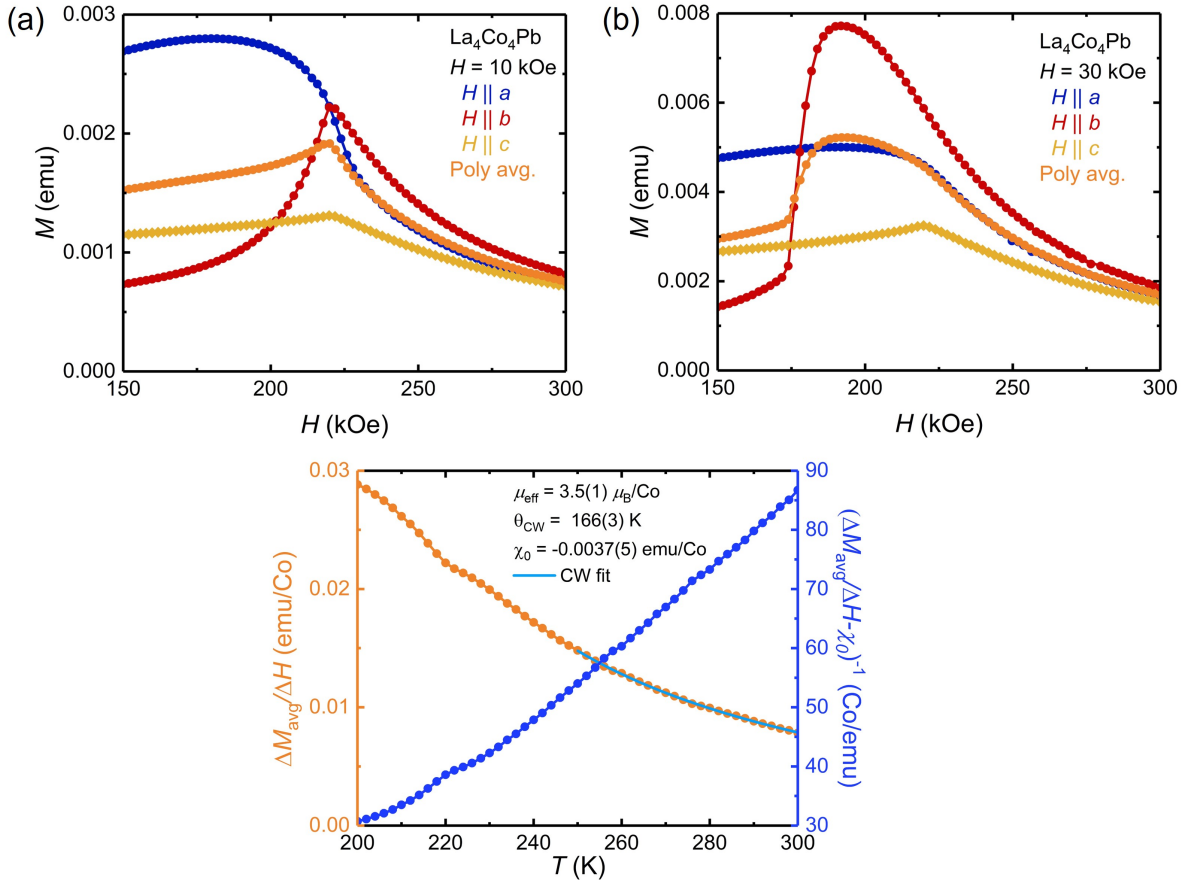 (a)
La₄Co₄Pb
H = 10 kOe
H || a
H || b
H || c
Poly avg.
M (emu)
0.003
0.002
0.001
0.000
150
200
250
300
H (kOe)
(b)
La₄Co₄Pb
H = 30 kOe
H || a
H || b
H || c
Poly avg.
M (emu)
0.008
0.006
0.004
0.002
0.000
150
200
250
300
H (kOe)
μeff = 3.5(1) μB/Co
θCW = 166(3) K
χ₀ = -0.0037(5) emu/Co
CW fit
ΔMavg/ΔH (emu/Co)
0.03
0.02
0.01
0.00
200
220
240
260
280
300
T (K)
90
80
70
60
50
40
30
(ΔMavg/ΔH-χ₀)⁻¹ (Co/emu)